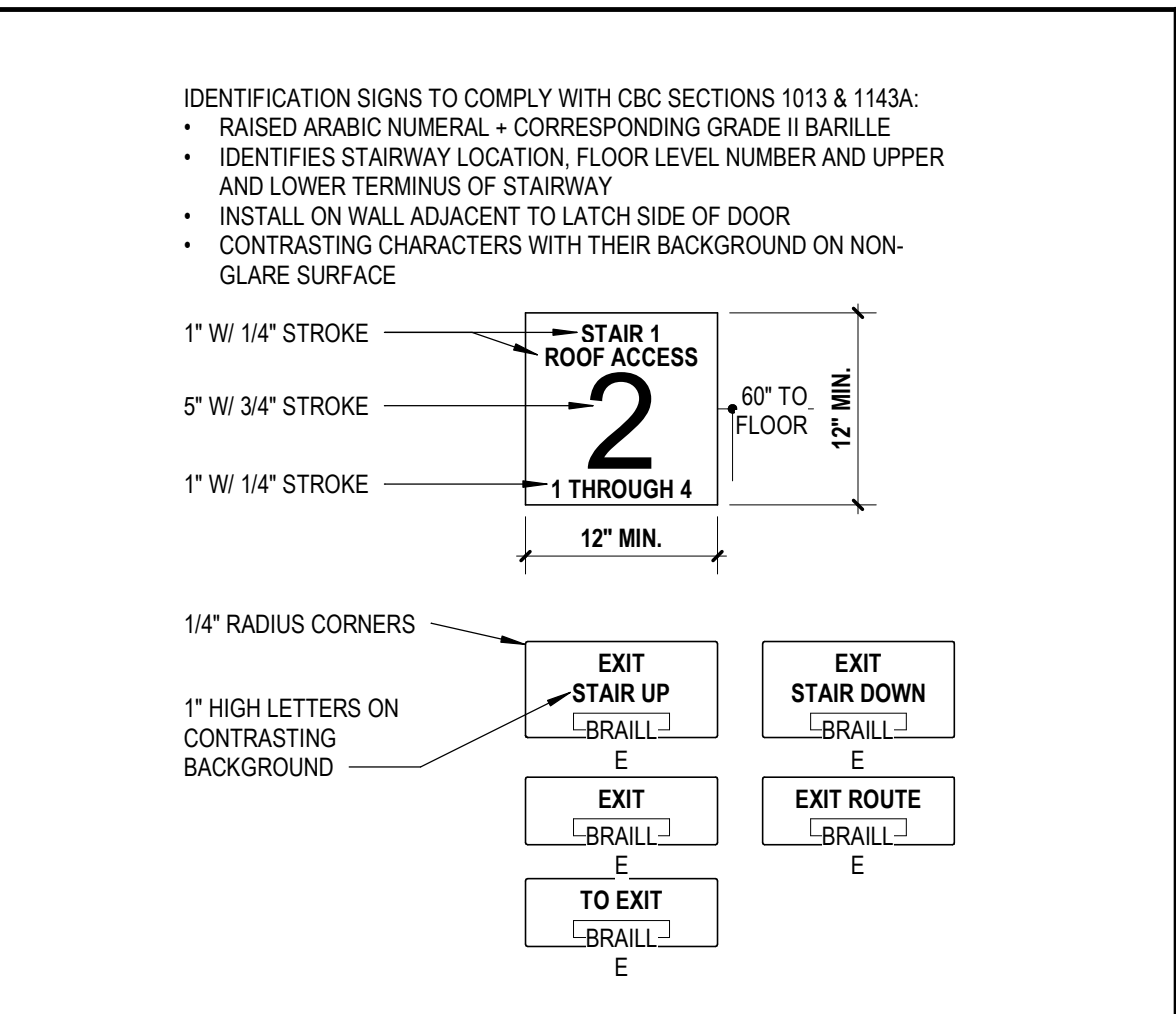 IDENTIFICATION SIGNS TO COMPLY WITH CBC SECTIONS 1013 & 1143A:
• RAISED ARABIC NUMERAL + CORRESPONDING GRADE II BARILLE
• IDENTIFIES STAIRWAY LOCATION, FLOOR LEVEL NUMBER AND UPPER
AND LOWER TERMINUS OF STAIRWAY
• INSTALL ON WALL ADJACENT TO LATCH SIDE OF DOOR
• CONTRASTING CHARACTERS WITH THEIR BACKGROUND ON NON-
GLARE SURFACE
1" W/ 1/4" STROKE
5" W/ 3/4" STROKE
1" W/ 1/4" STROKE
STAIR 1
ROOF ACCESS
2
1 THROUGH 4
60" TO
FLOOR
12" MIN.
12" MIN.
1/4" RADIUS CORNERS
1" HIGH LETTERS ON
CONTRASTING
BACKGROUND
EXIT
STAIR UP
BRAILL
E
EXIT
STAIR DOWN
BRAILL
E
EXIT
BRAILL
E
EXIT ROUTE
BRAILL
E
TO EXIT
BRAILL
E